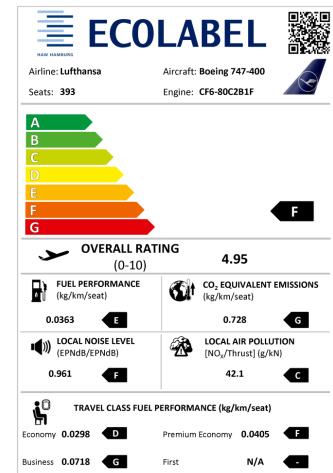 ECOLABEL
HAW HAMBURG
Airline: Lufthansa
Aircraft: Boeing 747-400
Seats: 393
Engine: CF6-80C2B1F
A
B
C
D
E
F
F
G
OVERALL RATING
(0-10)
4.95
FUEL PERFORMANCE
(kg/km/seat)
0.0363 E
CO₂ EQUIVALENT EMISSIONS
(kg/km/seat)
0.728 G
LOCAL NOISE LEVEL
(EPNdB/EPNdB)
0.961 F
LOCAL AIR POLLUTION
[NOₓ/Thrust] (g/kN)
42.1 C
TRAVEL CLASS FUEL PERFORMANCE (kg/km/seat)
Economy 0.0298 D
Premium Economy 0.0405 F
Business 0.0718 G
First N/A -